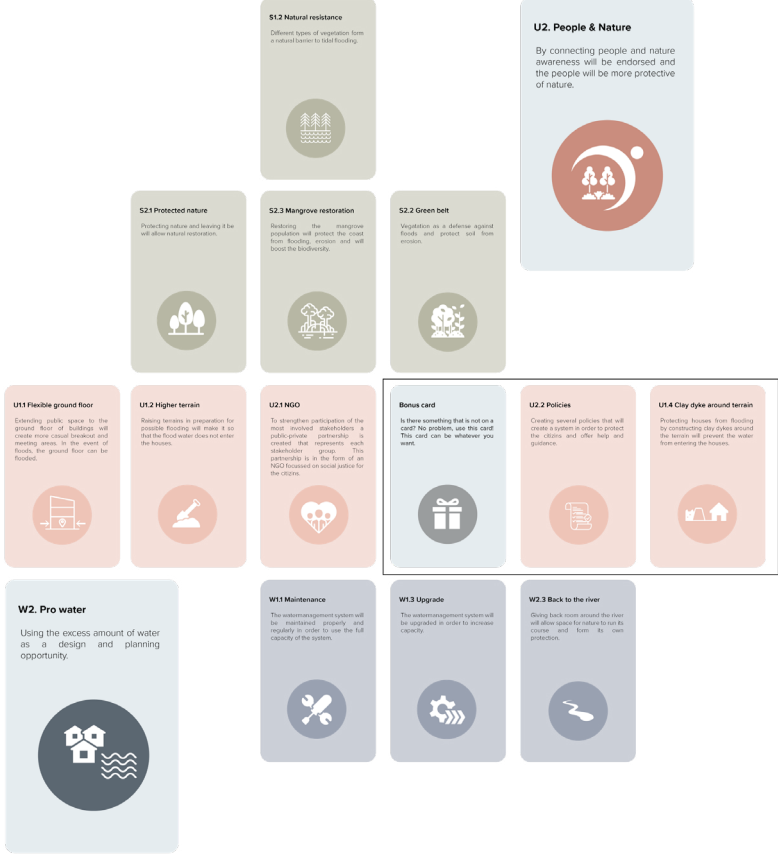 S1.2 Natural resistance
Different types of vegetation form
a natural barrier to tidal flooding.
U2. People & Nature
By connecting people and nature
awareness will be endorsed and
the people will be more protective
of nature.
S2.1 Protected nature
Protecting nature and leaving it be
will allow natural restoration.
S2.3 Mangrove restoration
Restoring the mangrove
population will protect the coast
from flooding, erosion and will
boost the biodiversity.
S2.2 Green belt
Vegetation as a defense against
floods and protect soil from
erosion.
U1.1 Flexible ground floor
Extending public space to the
ground floor of buildings will
create more casual breakout and
meeting areas. In the event of
floods, the ground floor can be
flooded.
U1.2 Higher terrain
Raising terrains in preparation for
possible flooding will make it so
that the flood water does not enter
the houses.
U2.1 NGO
To strengthen participation of the
most involved stakeholders a
public-private partnership is
created that represents each
stakeholder group. This
partnership is in the form of an
NGO focussed on social justice for
the citizins.
Bonus card
Is there something that is not on a
card? No problem, use this card!
This card can be whatever you
want.
U2.2 Policies
Creating several policies that will
create a system in order to protect
the citizins and offer help and
guidance.
U1.4 Clay dyke around terrain
Protecting houses from flooding
by constructing clay dykes around
the terrain will prevent the water
from entering the houses.
W2. Pro water
Using the excess amount of water
as a design and planning
opportunity.
W1.1 Maintenance
The watermanagement system will
be maintained properly and
regularly in order to use the full
capacity of the system.
W1.3 Upgrade
The watermanagement system will
be upgraded in order to increase
capacity.
W2.3 Back to the river
Giving back room around the river
will allow space for nature to run its
course and form its own
protection.